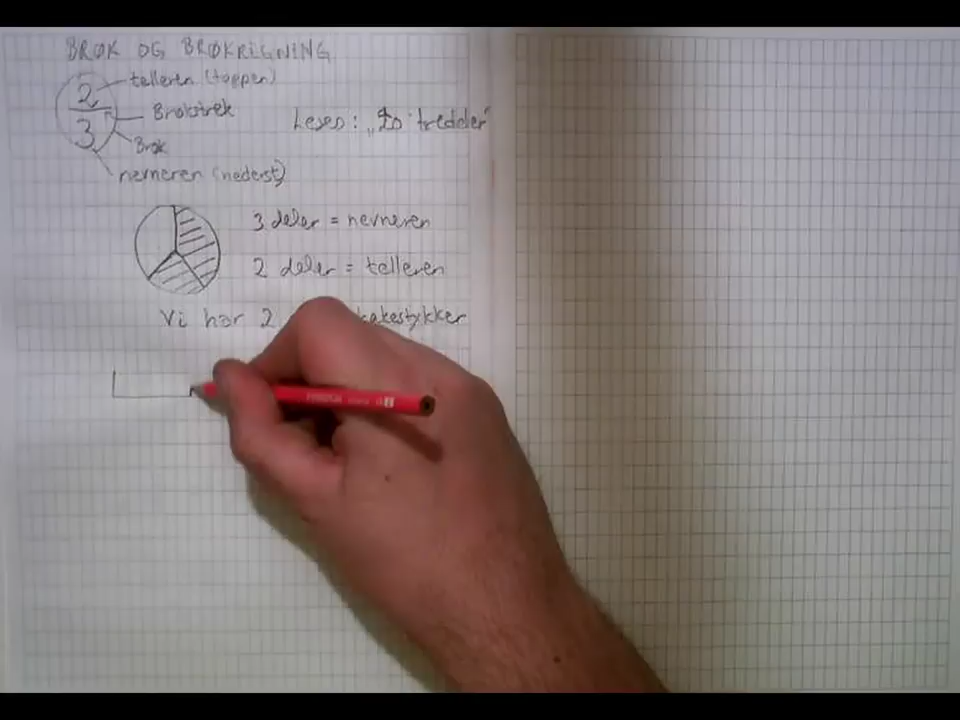 BRØK OG BRØKREGNING
2 telleren (toppen)
Brøkstrek
3 Leses: „to tredder"
Brøk
nevneren (nederst)
3 deler = nevneren
2 deler = telleren
Vi har 2 kakestykker